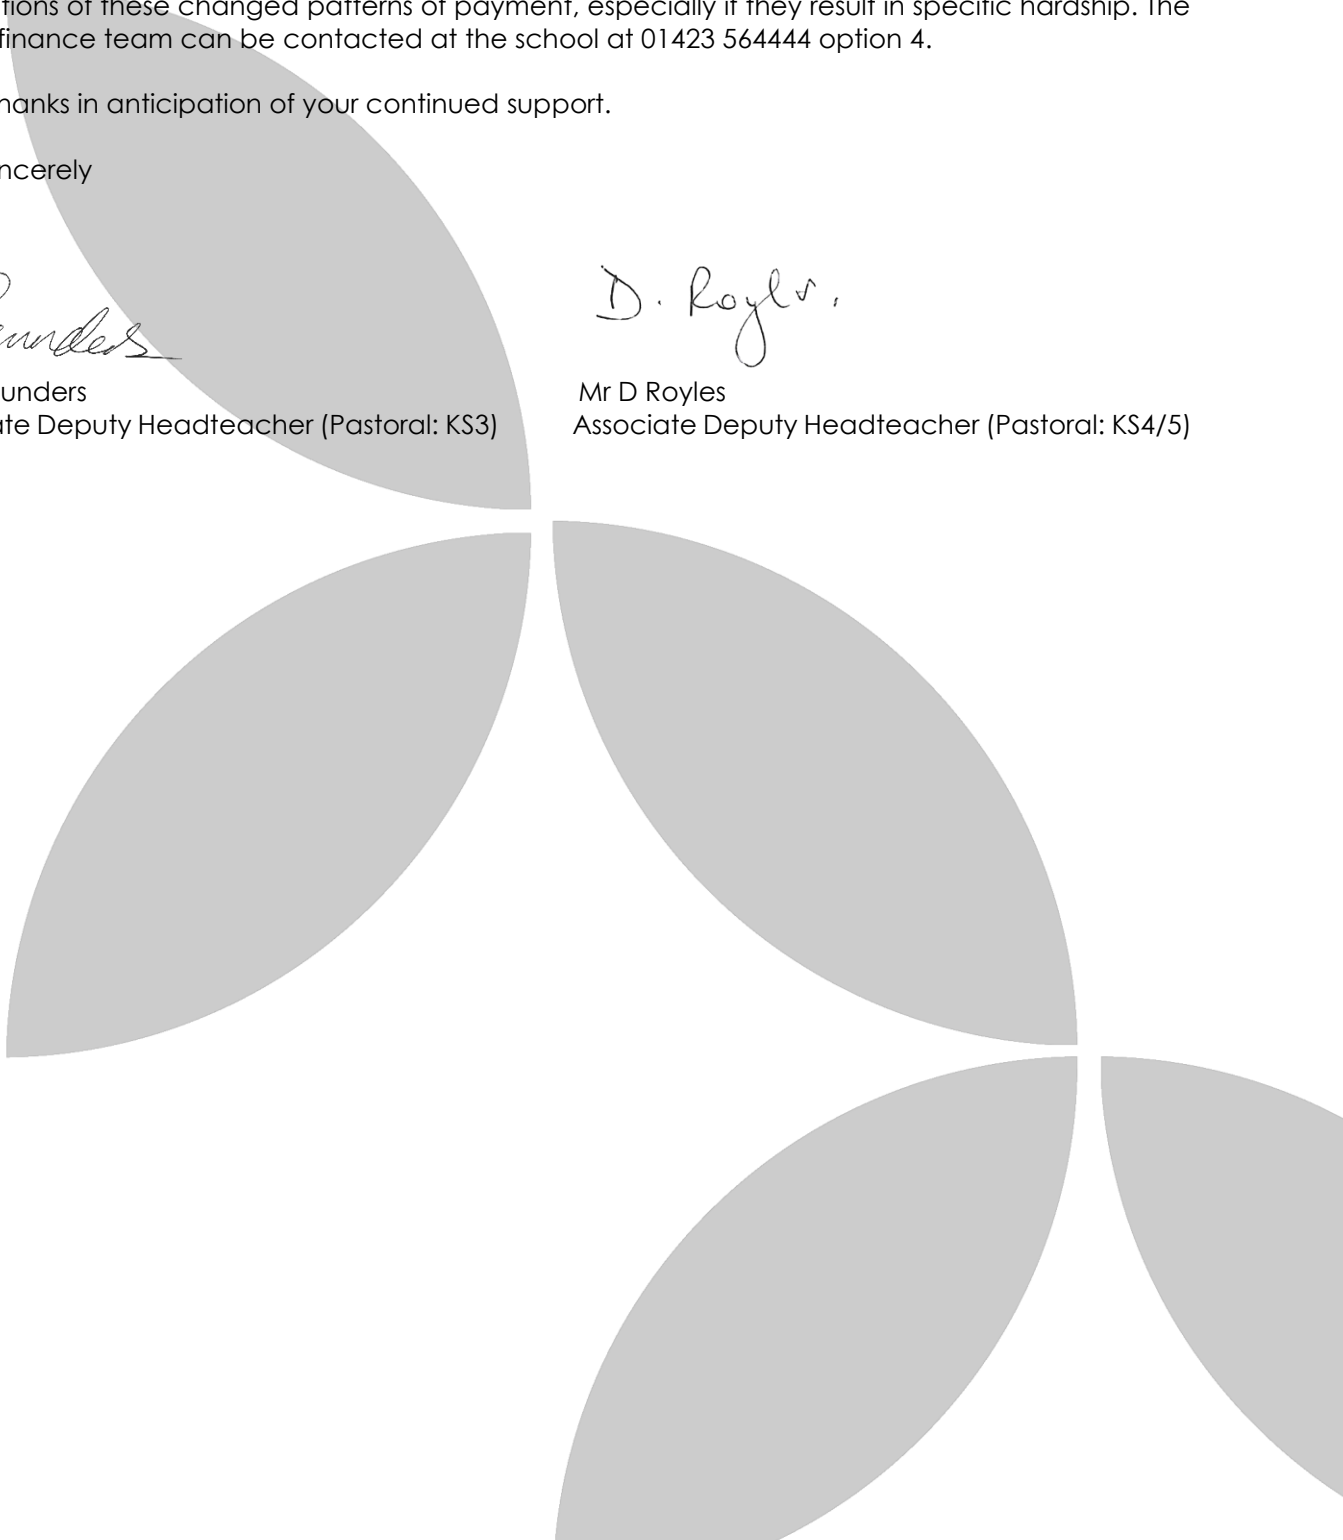 tions of these changed patterns of payment, especially if they result in specific hardship. The
finance team can be contacted at the school at 01423 564444 option 4.
hanks in anticipation of your continued support.
ncerely
D. Royles.
unders
Mr D Royles
ate Deputy Headteacher (Pastoral: KS3)
Associate Deputy Headteacher (Pastoral: KS4/5)